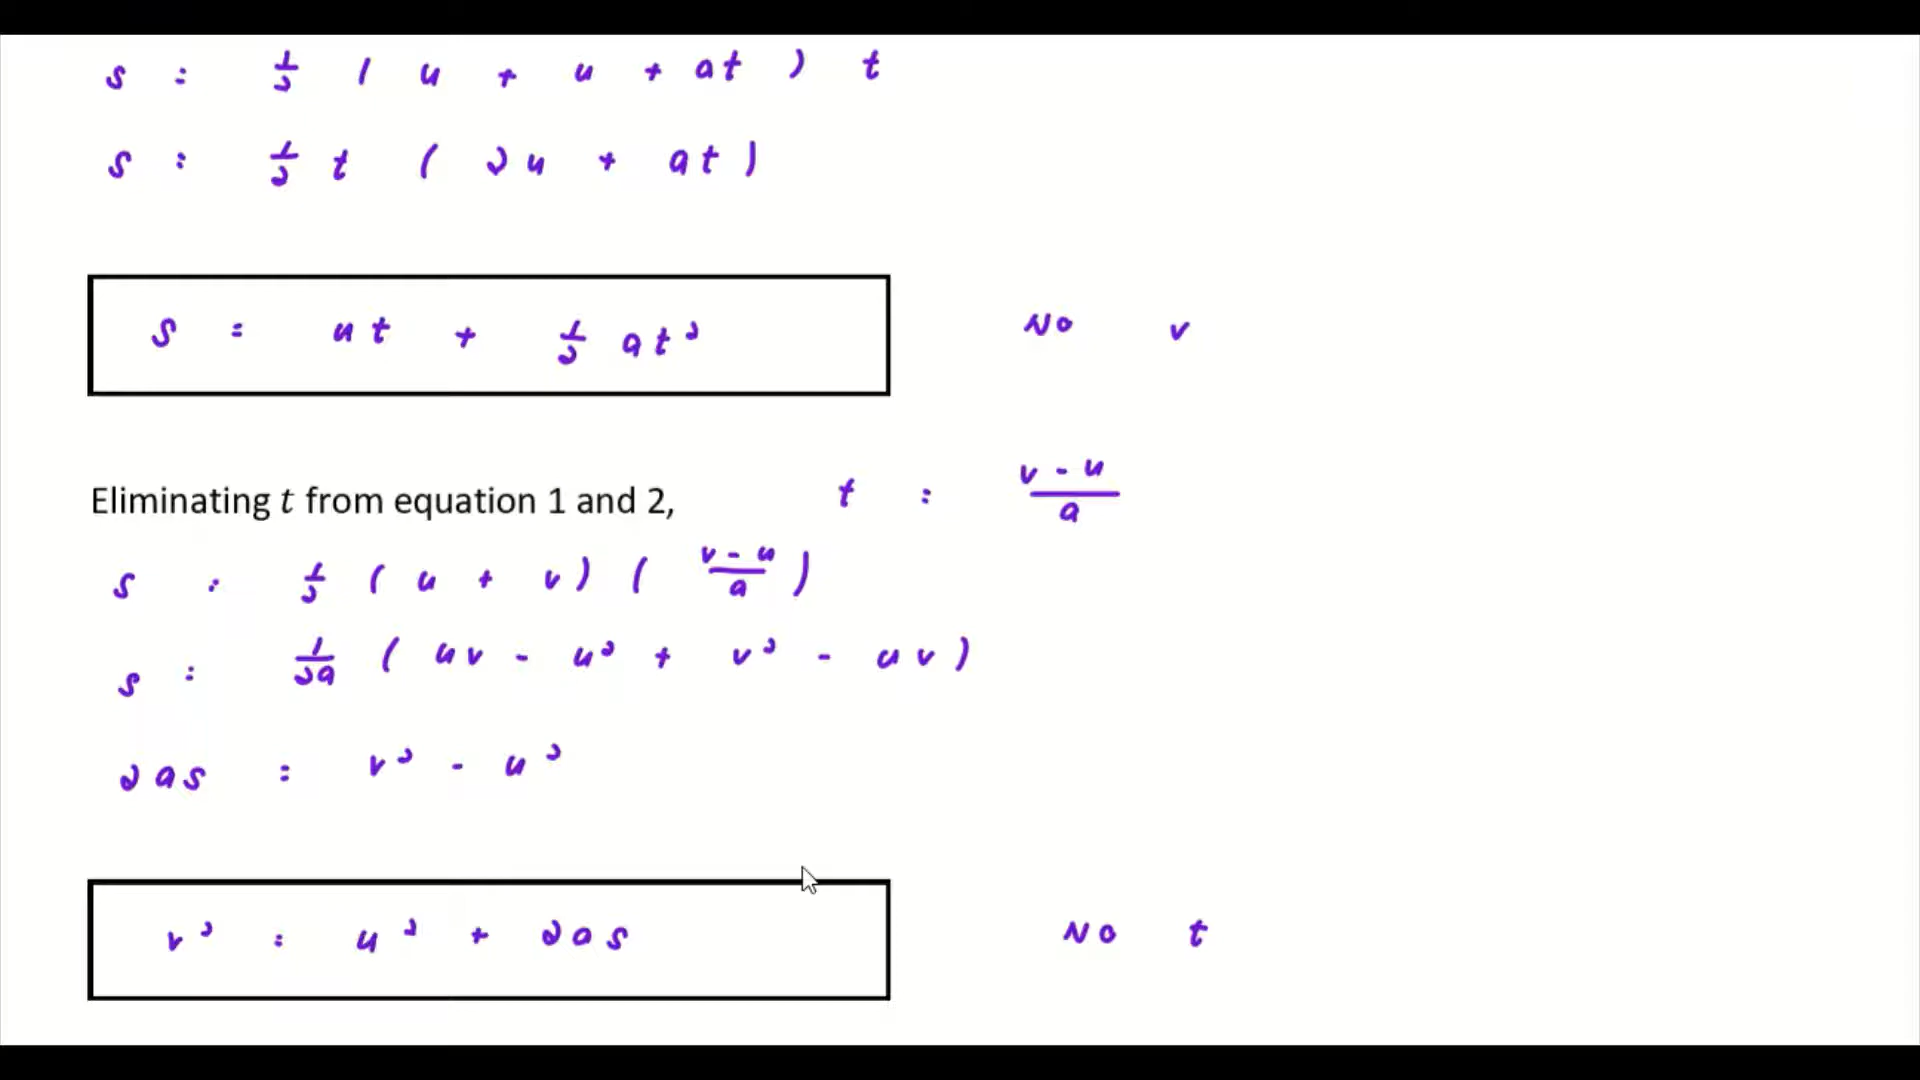 s = 1/2 ( u + u + at ) t
s = 1/2 t ( 2u + at )
s = ut + 1/2 at²
No v
Eliminating t from equation 1 and 2,
t = (v - u)/a
s = 1/2 ( u + v ) ( (v - u)/a )
s = 1/2a ( uv - u² + v² - uv )
2as = v² - u²
v² = u² + 2as
No t